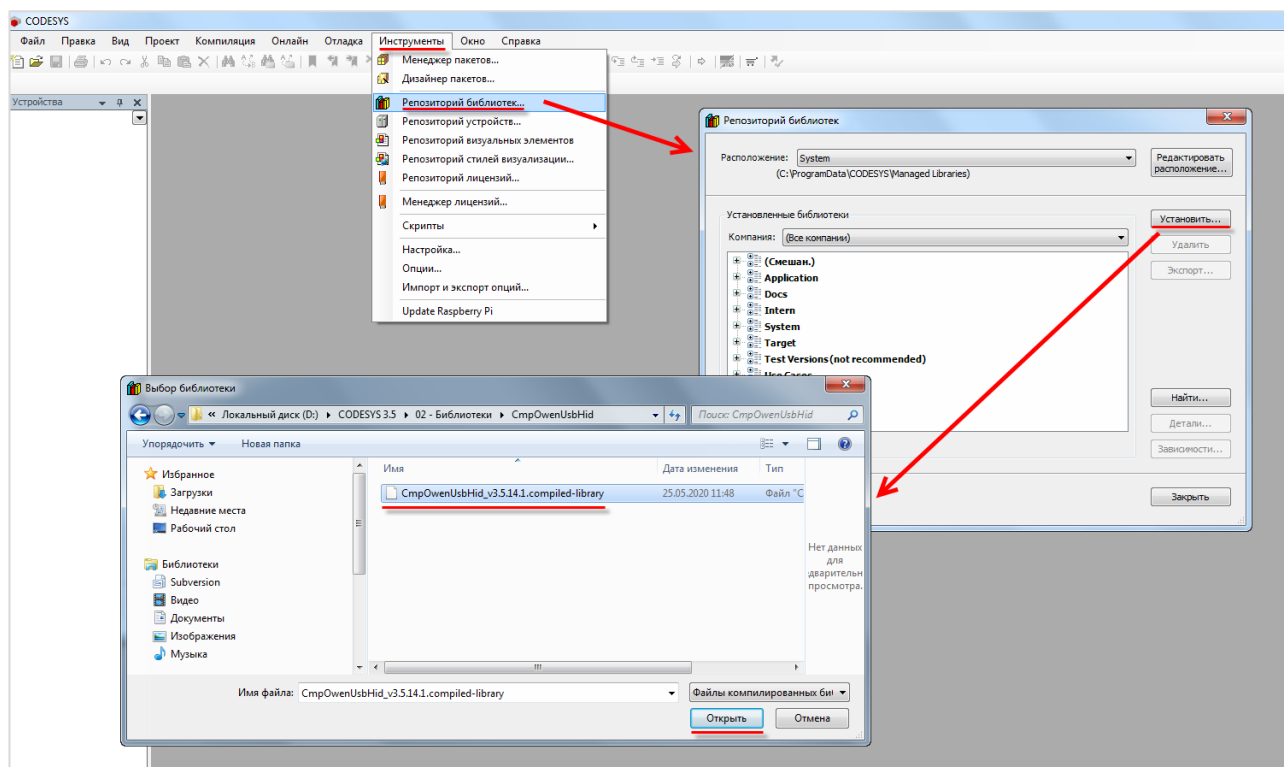 CODESYS
Файл Правка Вид Проект Компиляция Онлайн Отладка Инструменты Окно Справка
Устройства
Менеджер пакетов...
Дизайнер пакетов...
Репозиторий библиотек...
Репозиторий устройств...
Репозиторий визуальных элементов
Репозиторий стилей визуализации...
Репозиторий лицензий...
Менеджер лицензий...
Скрипты
Настройка...
Опции...
Импорт и экспорт опций...
Update Raspberry Pi
Репозиторий библиотек
Расположение: System
(C:\ProgramData\CODESYS\Managed Libraries)
Редактировать
расположение...
Установленные библиотеки
Компания: (Все компании)
Установить...
Удалить
Экспорт...
(Смешан.)
Application
Docs
Intern
System
Target
Test Versions(not recommended)
Use Cases
Найти...
Детали...
Зависимости...
Закрыть
Выбор библиотеки
« Локальный диск (D:) CODESYS 3.5 02 - Библиотеки CmpOwenUsbHid
Поиск: CmpOwenUsbHid
Упорядочить Новая папка
Избранное
Загрузки
Недавние места
Рабочий стол
Библиотеки
Subversion
Видео
Документы
Изображения
Музыка
Имя Дата изменения Тип
CmpOwenUsbHid_v3.5.14.1.compiled-library 25.05.2020 11:48 Файл "C
Нет данных
для
дварительн
просмотра.
Имя файла: CmpOwenUsbHid_v3.5.14.1.compiled-library
Файлы компилированных би
Открыть Отмена